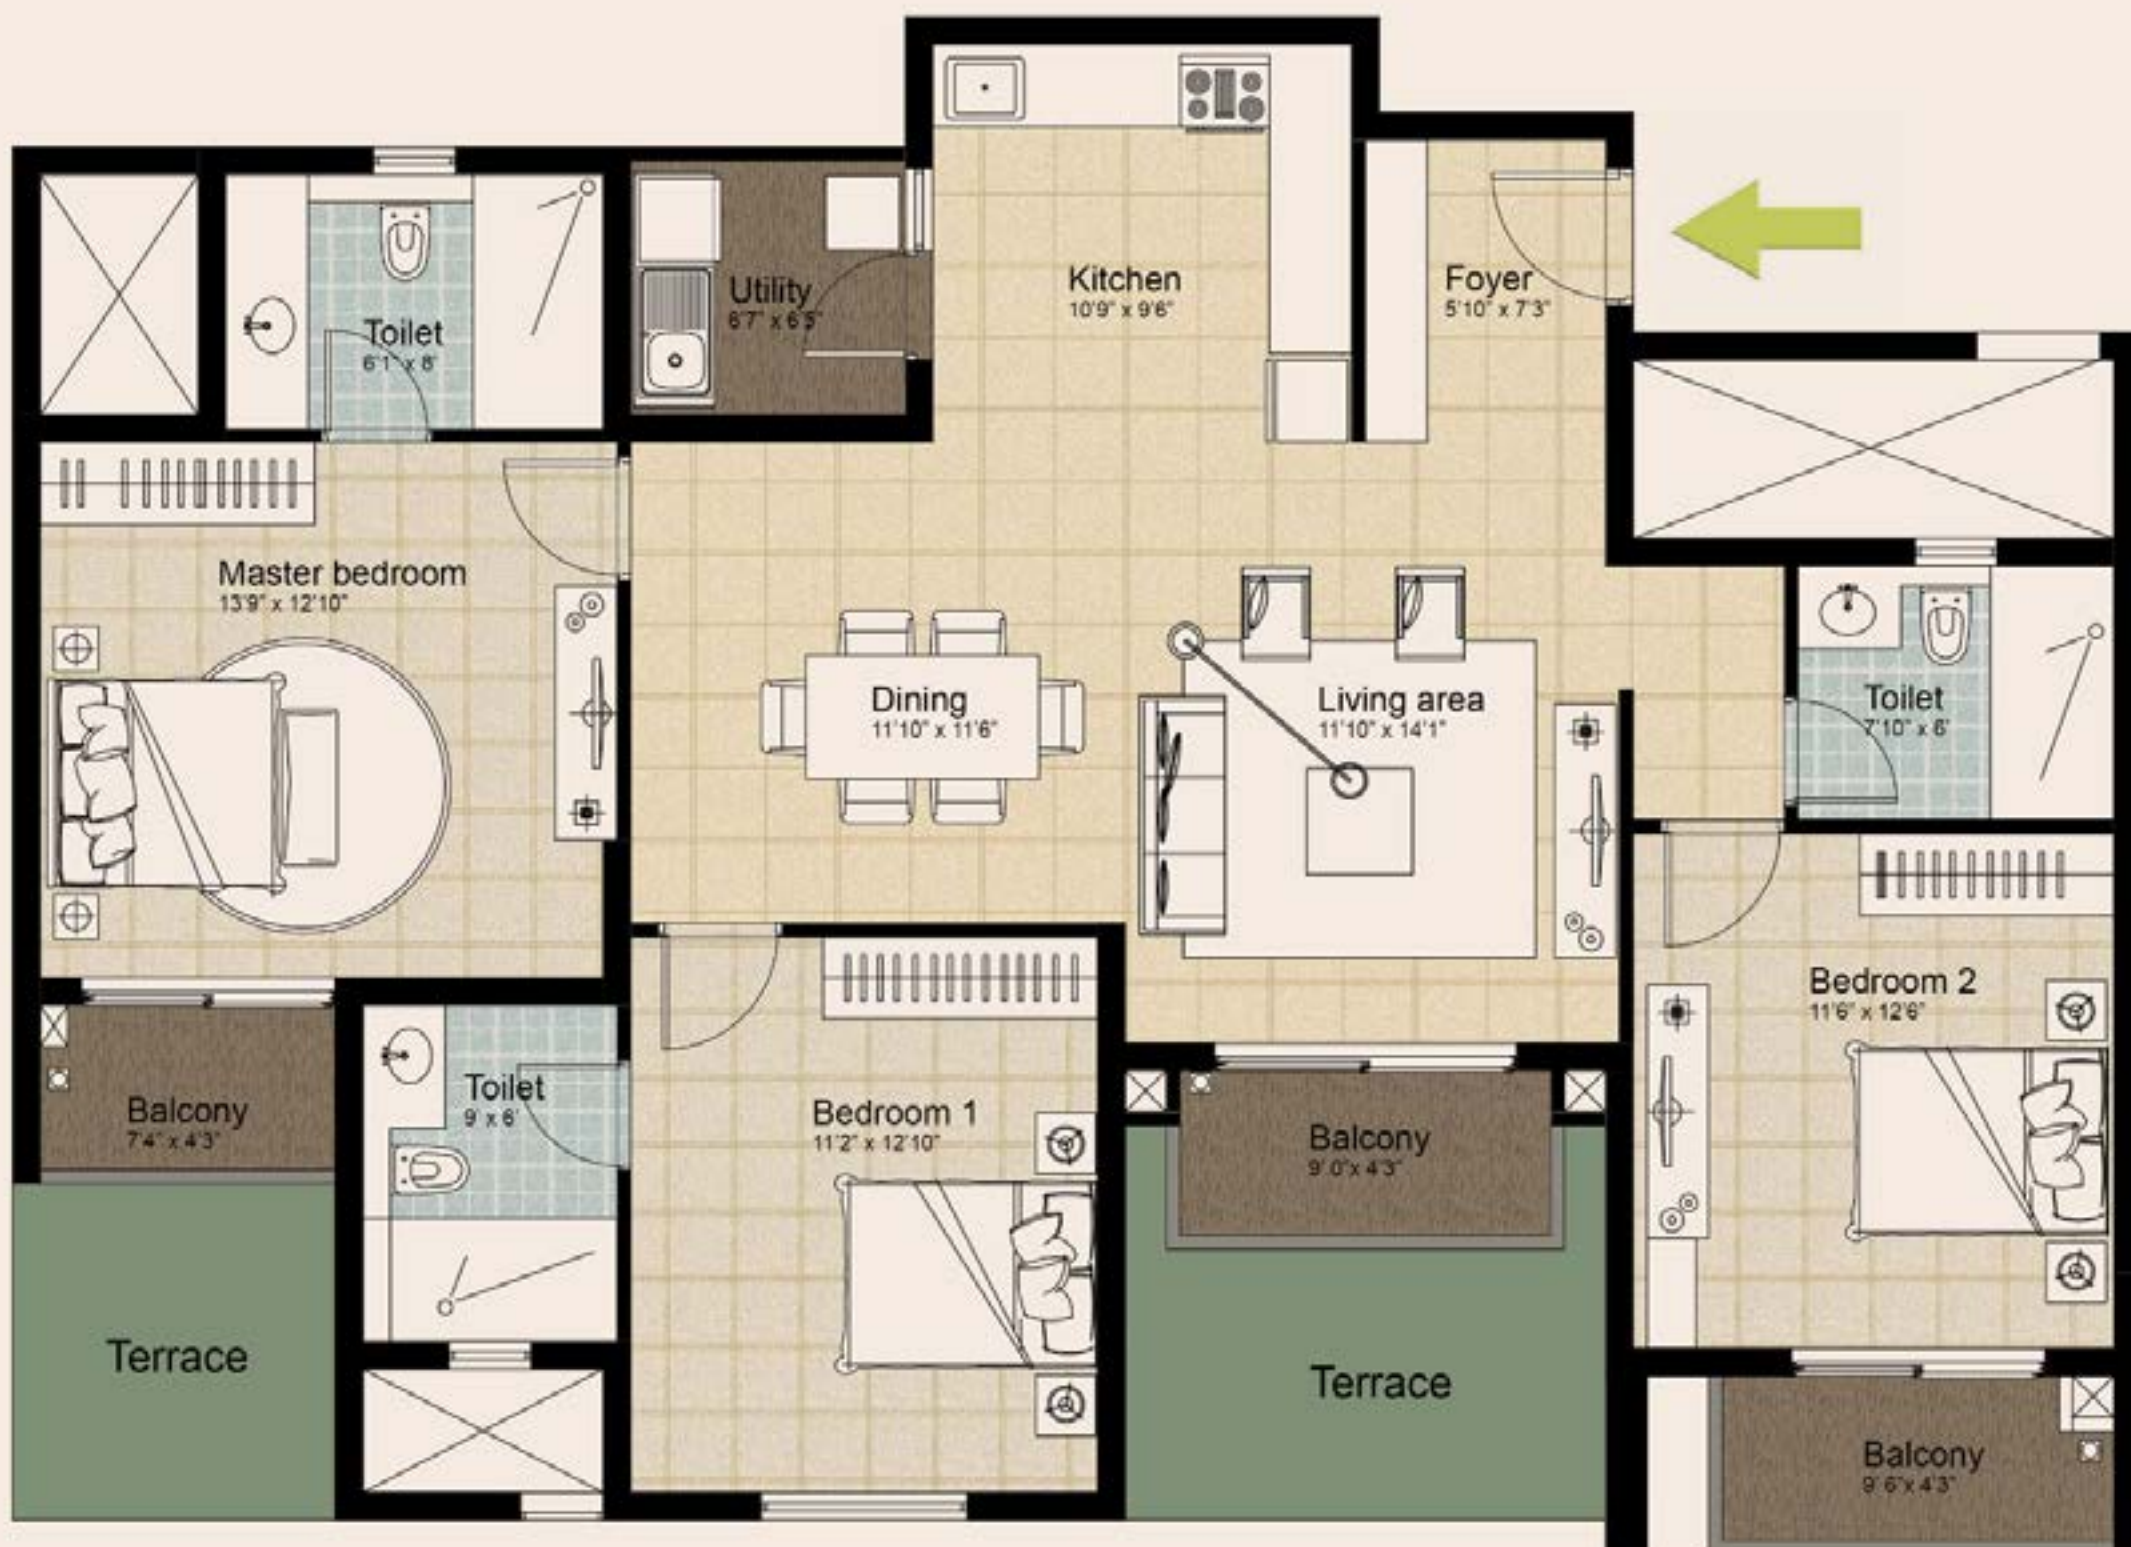 Kitchen
10'9" x 9'6"
Foyer
5'10" x 7'3"
Utility
6'7" x 6'5"
Toilet
6'1" x 8'
Master bedroom
13'9" x 12'10"
Dining
11'10" x 11'6"
Living area
11'10" x 14'1"
Toilet
7'10" x 6'
Bedroom 2
11'6" x 12'6"
Toilet
9' x 6'
Balcony
7'4" x 4'3"
Bedroom 1
11'2" x 12'10"
Balcony
9' 0"x 4'3"
Terrace
Terrace
Balcony
9' 6"x 4'3"